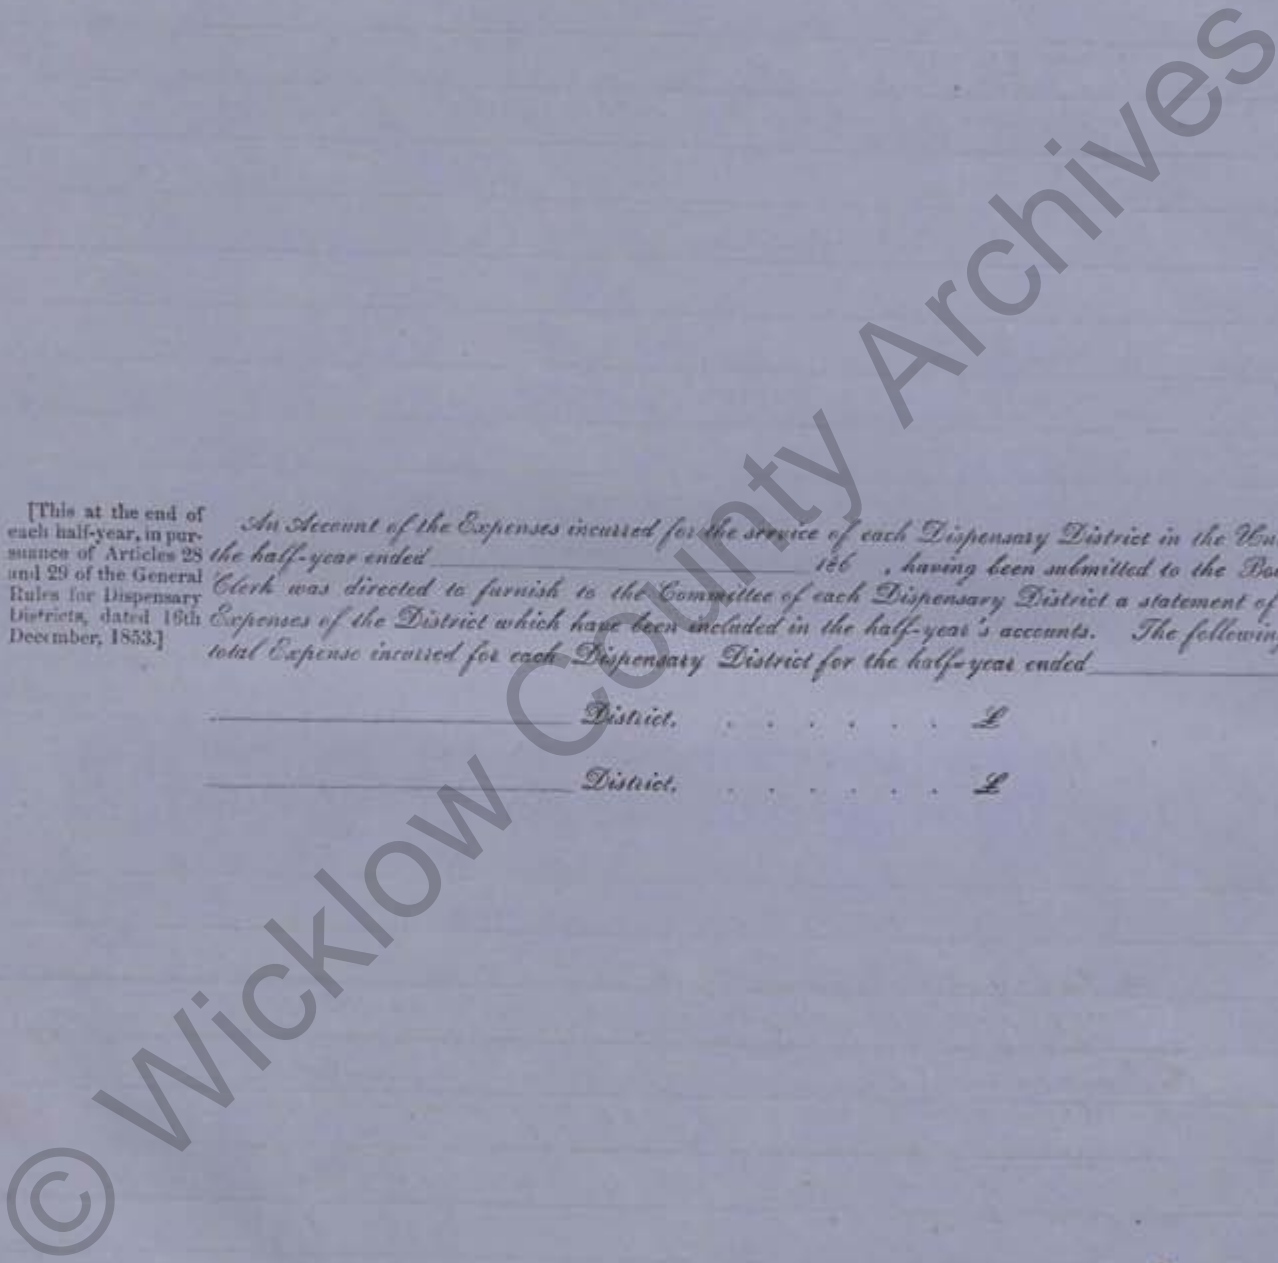 [This at the end of
each half-year, in pur-
suance of Articles 28
and 29 of the General
Rules for Dispensary
Districts, dated 16th
December, 1853.]
An Account of the Expenses incurred for the service of each Dispensary District in the Un
the half-year ended 186 , having been submitted to the Boa
Clerk was directed to furnish to the Committee of each Dispensary District a statement of
Expenses of the District which have been included in the half-year's accounts. The following
total Expense incurred for each Dispensary District for the half-year ended
District. . . . . . . £
District. . . . . . . £
© Wicklow County Archives